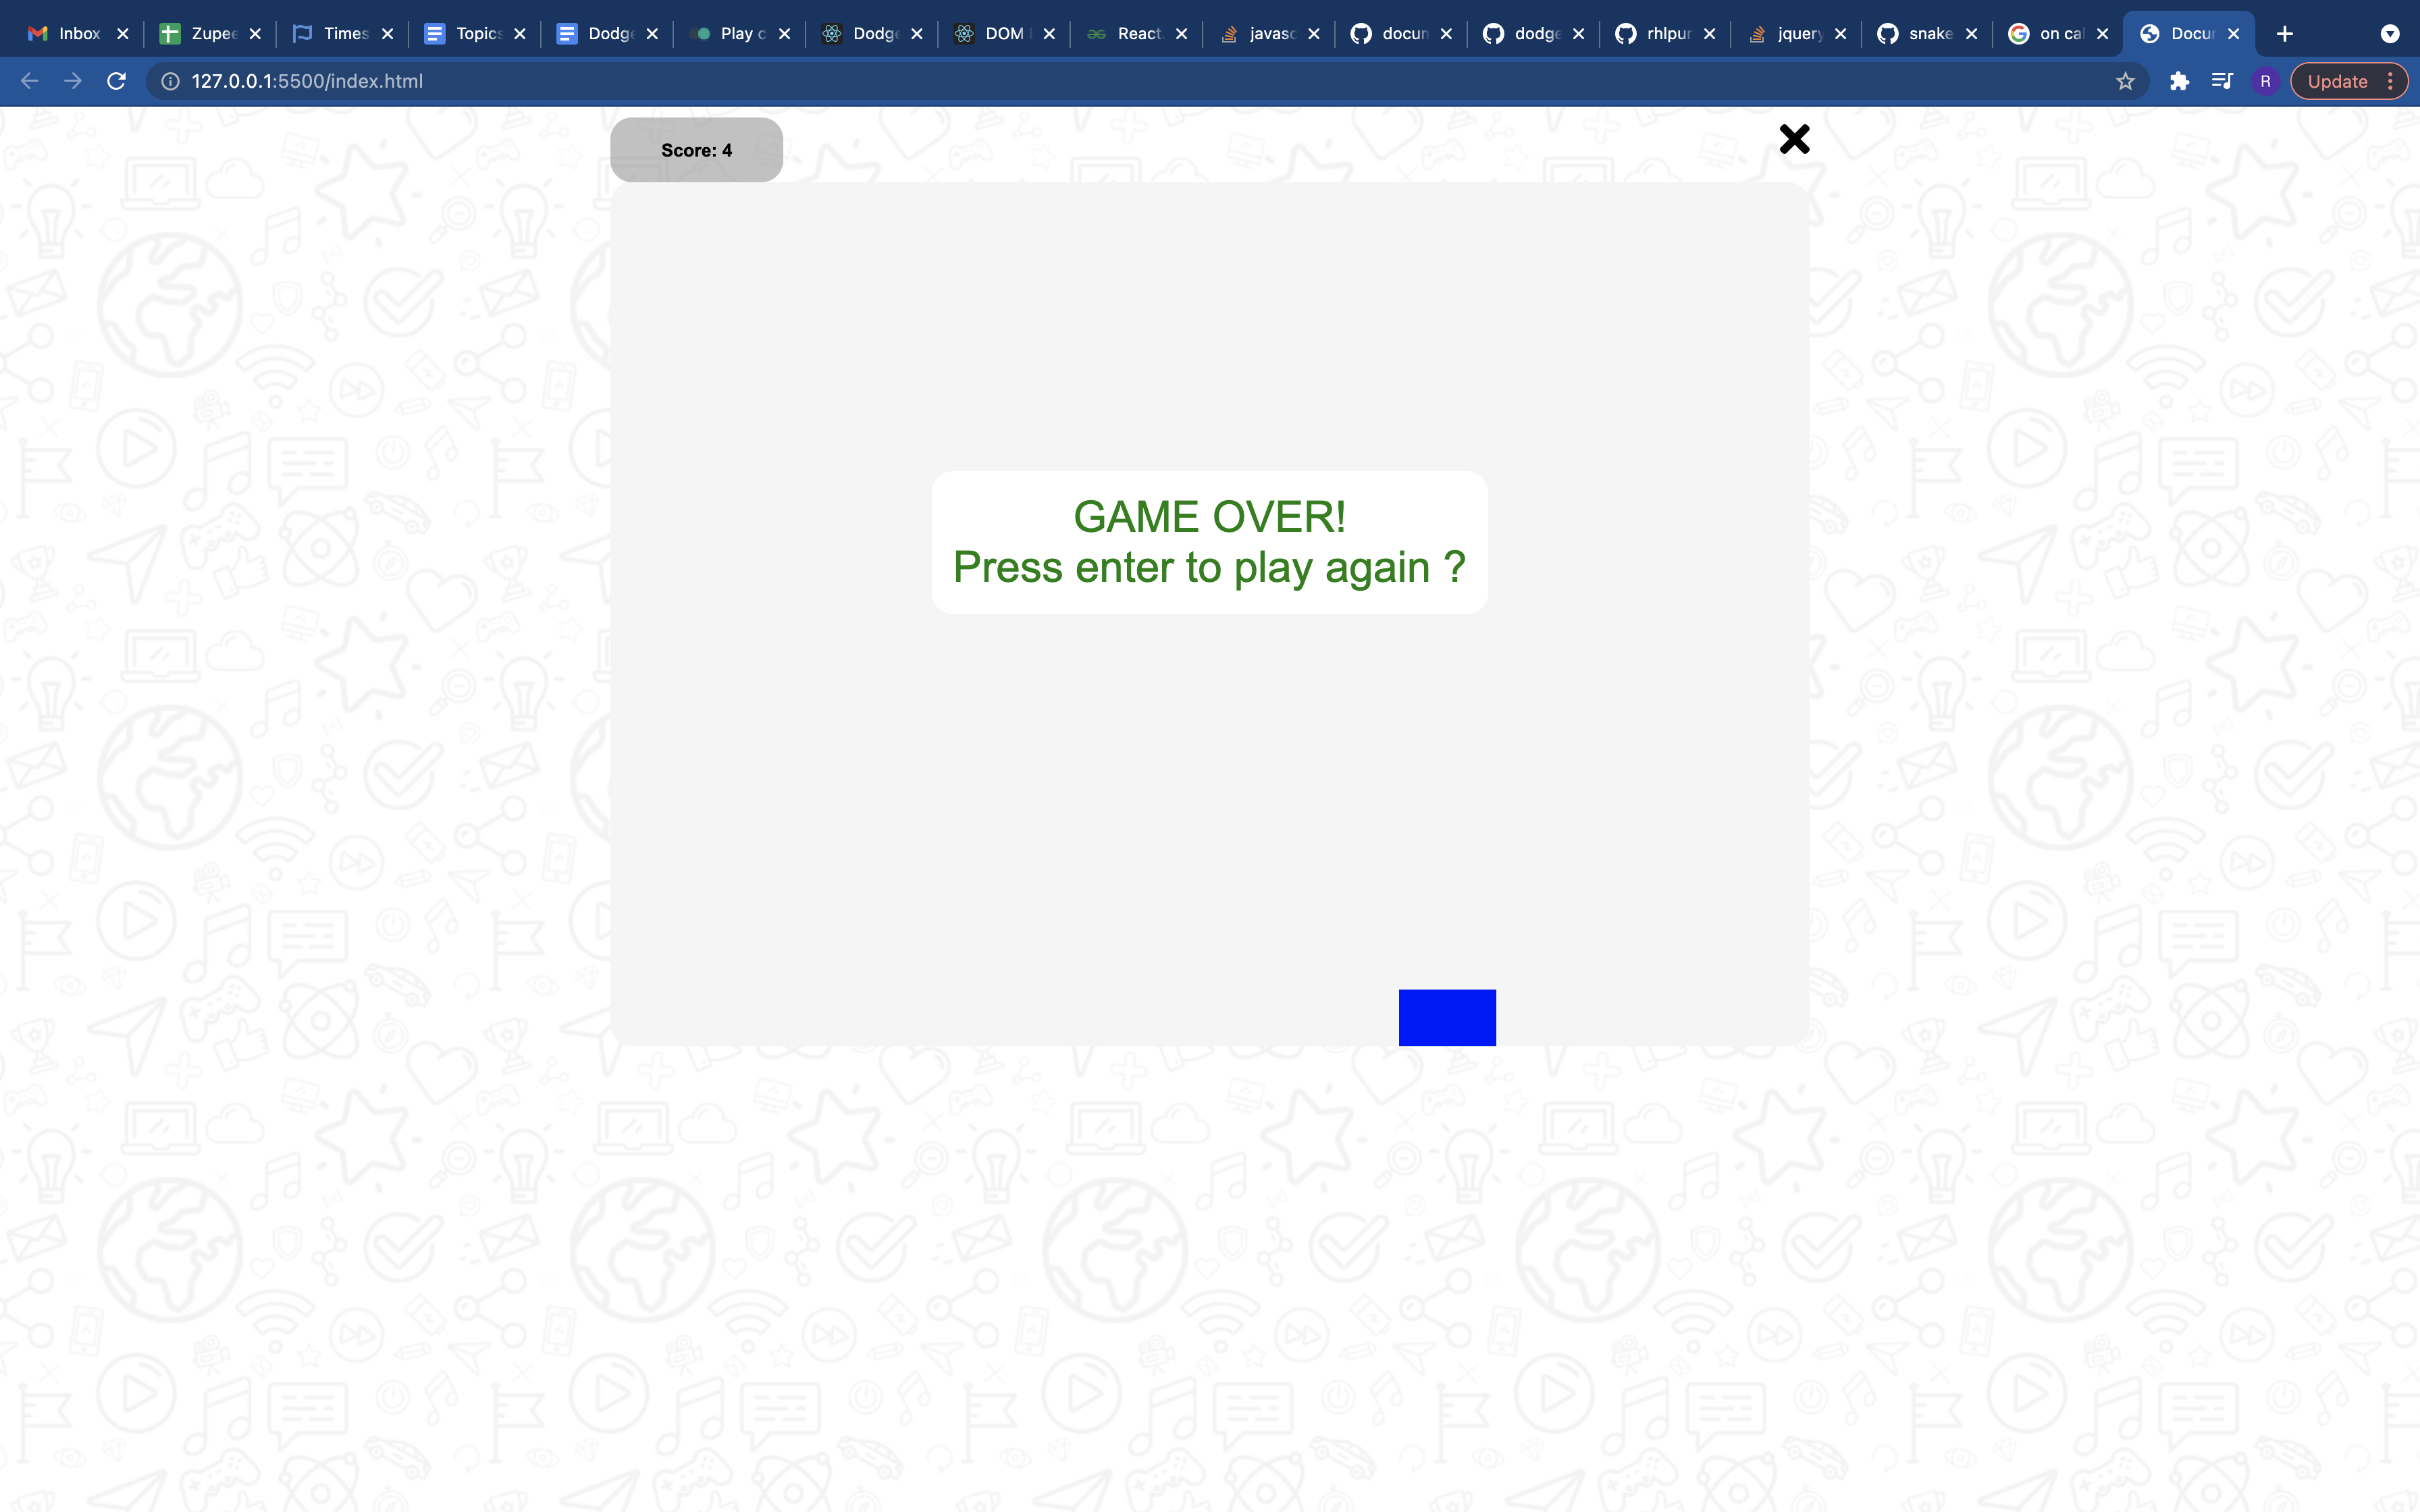 Inbox
Zupee
Times
Topics
Dodge
Play c
Dodge
DOM
React.
javasc
docum
dodge
rhlpur
jquery
snake
on cal
Docur
127.0.0.1:5500/index.html
R
Update
Score: 4
GAME OVER!
Press enter to play again ?